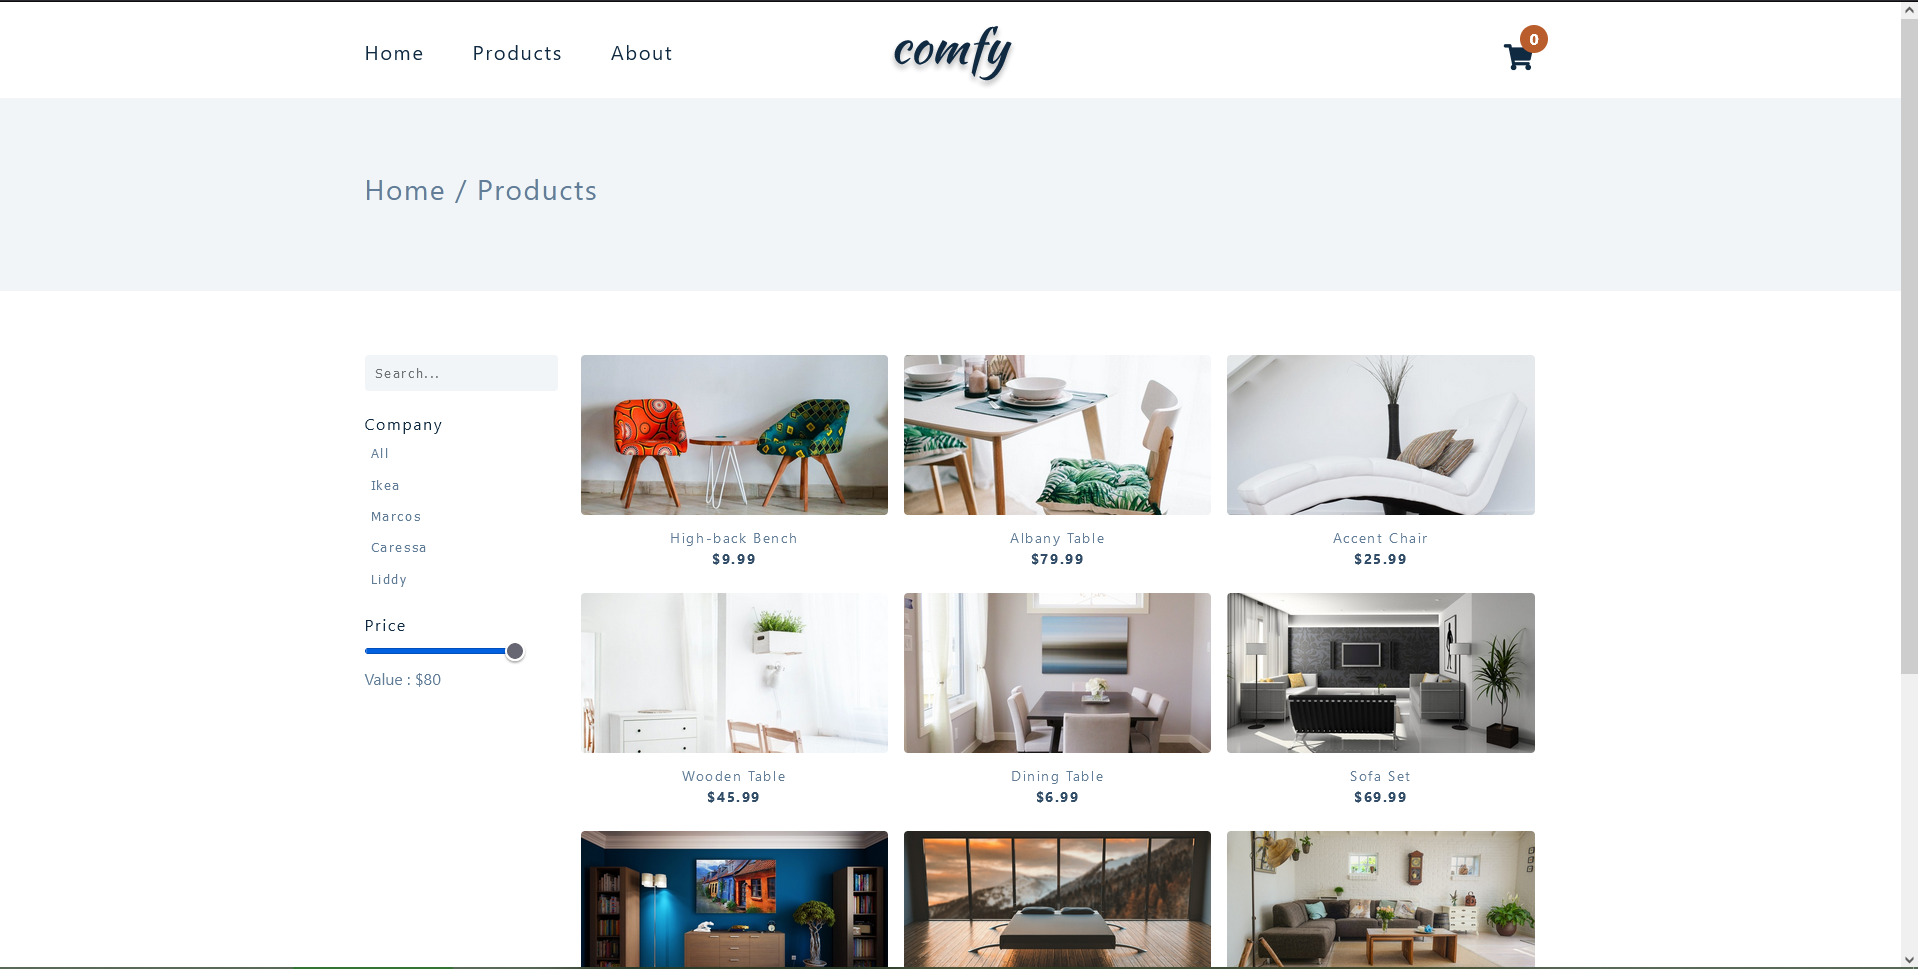 Home Products About comfy 0
Home / Products
Search...
Company
All
Ikea
Marcos
Caressa
Liddy
Price
Value : $80
High-back Bench
$9.99
Albany Table
$79.99
Accent Chair
$25.99
Wooden Table
$45.99
Dining Table
$6.99
Sofa Set
$69.99